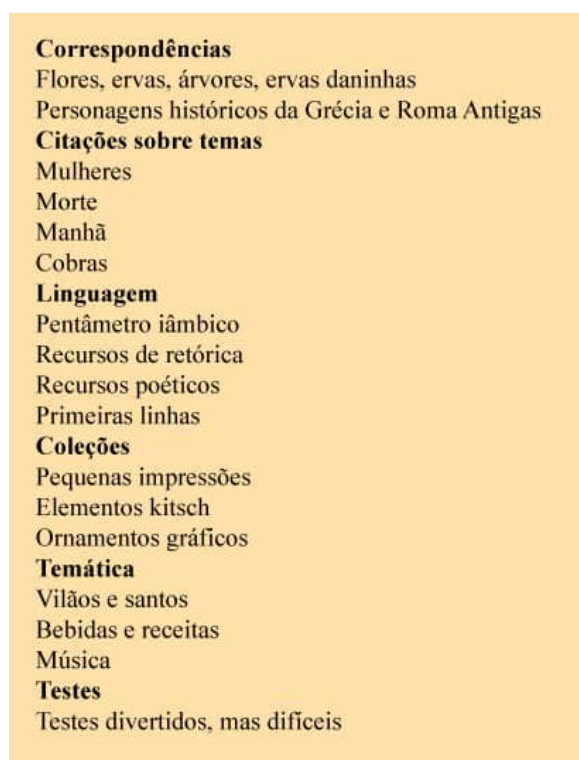 Correspondências
Flores, ervas, árvores, ervas daninhas
Personagens históricos da Grécia e Roma Antigas
Citações sobre temas
Mulheres
Morte
Manhã
Cobras
Linguagem
Pentâmetro iâmbico
Recursos de retórica
Recursos poéticos
Primeiras linhas
Coleções
Pequenas impressões
Elementos kitsch
Ornamentos gráficos
Temática
Vilãos e santos
Bebidas e receitas
Música
Testes
Testes divertidos, mas difíceis